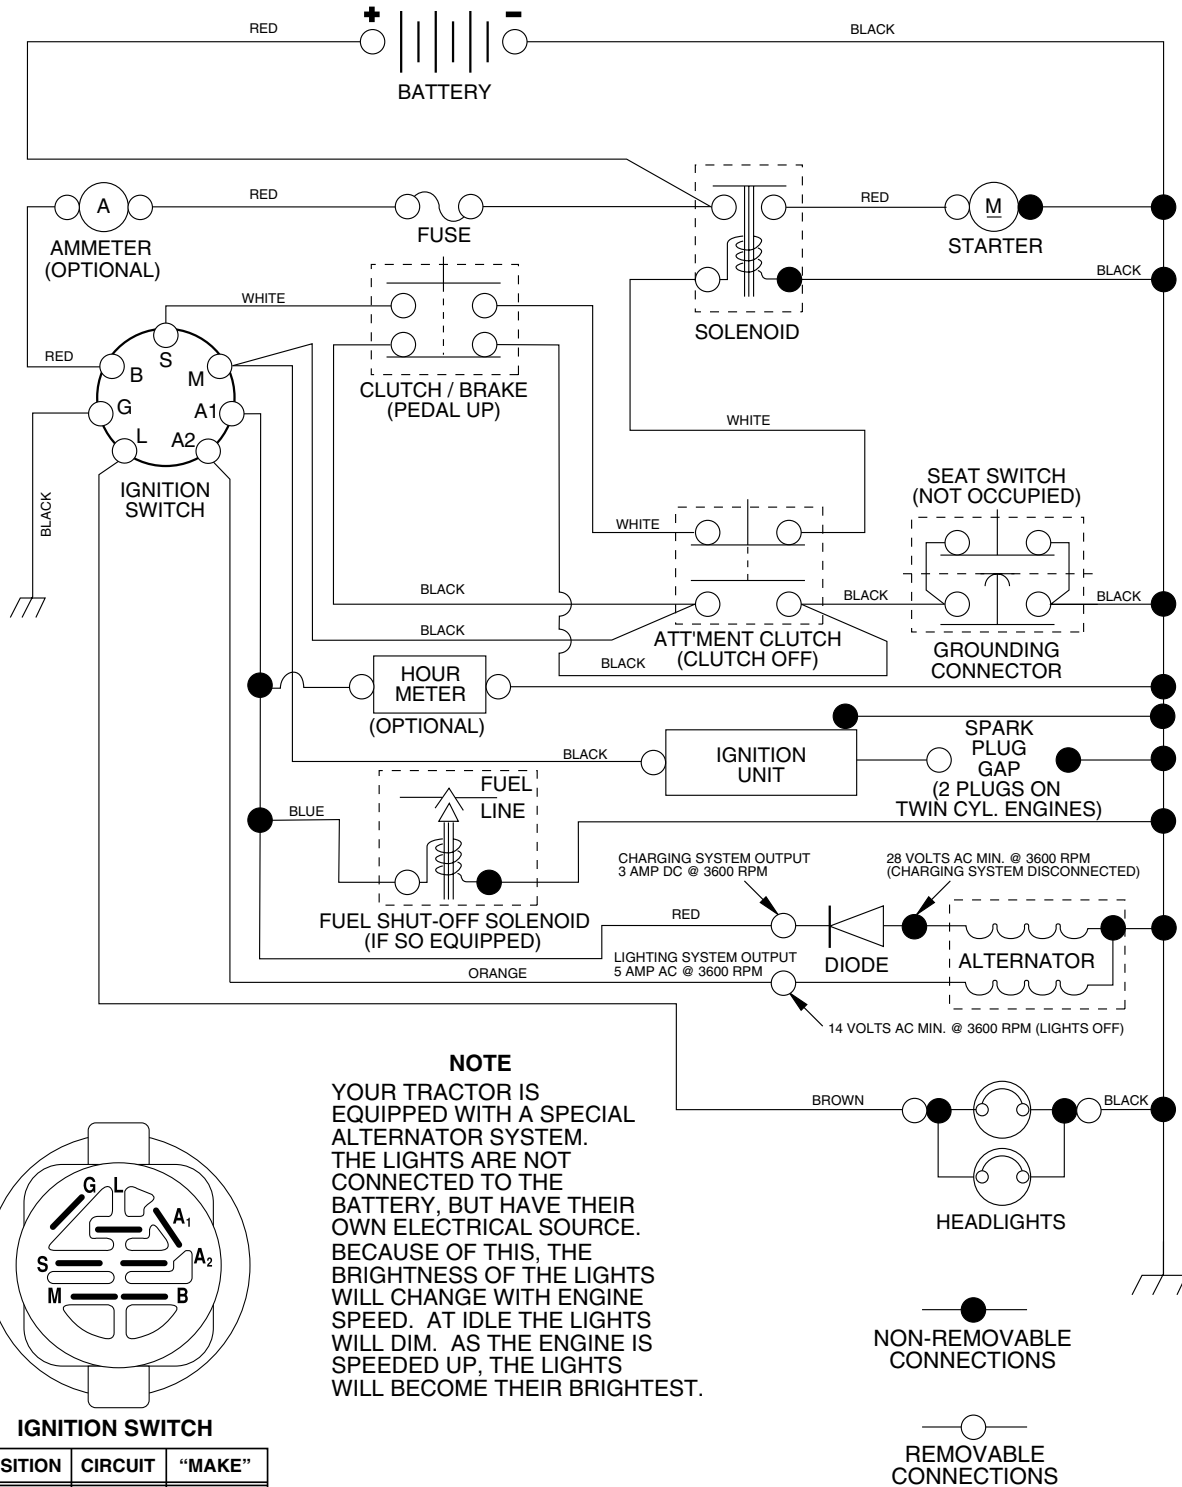 RED
+
-
BLACK
BATTERY
A
RED
RED
M
AMMETER
(OPTIONAL)
FUSE
STARTER
BLACK
WHITE
SOLENOID
RED
S
B
M
CLUTCH / BRAKE
(PEDAL UP)
G
A1
L
A2
WHITE
IGNITION
SWITCH
BLACK
SEAT SWITCH
(NOT OCCUPIED)
WHITE
BLACK
BLACK
BLACK
BLACK
ATT'MENT CLUTCH
(CLUTCH OFF)
GROUNDING
CONNECTOR
BLACK
HOUR
METER
(OPTIONAL)
BLACK
IGNITION
UNIT
SPARK
PLUG
GAP
(2 PLUGS ON
TWIN CYL. ENGINES)
FUEL
LINE
BLUE
FUEL SHUT-OFF SOLENOID
(IF SO EQUIPPED)
CHARGING SYSTEM OUTPUT
3 AMP DC @ 3600 RPM
28 VOLTS AC MIN. @ 3600 RPM
(CHARGING SYSTEM DISCONNECTED)
RED
DIODE
ALTERNATOR
LIGHTING SYSTEM OUTPUT
5 AMP AC @ 3600 RPM
ORANGE
14 VOLTS AC MIN. @ 3600 RPM (LIGHTS OFF)
NOTE
YOUR TRACTOR IS
EQUIPPED WITH A SPECIAL
ALTERNATOR SYSTEM.
THE LIGHTS ARE NOT
CONNECTED TO THE
BATTERY, BUT HAVE THEIR
OWN ELECTRICAL SOURCE.
BECAUSE OF THIS, THE
BRIGHTNESS OF THE LIGHTS
WILL CHANGE WITH ENGINE
SPEED. AT IDLE THE LIGHTS
WILL DIM. AS THE ENGINE IS
SPEEDED UP, THE LIGHTS
WILL BECOME THEIR BRIGHTEST.
BROWN
BLACK
HEADLIGHTS
G
L
A1
S
A2
M
B
IGNITION SWITCH
SITION CIRCUIT "MAKE"
NON-REMOVABLE
CONNECTIONS
REMOVABLE
CONNECTIONS